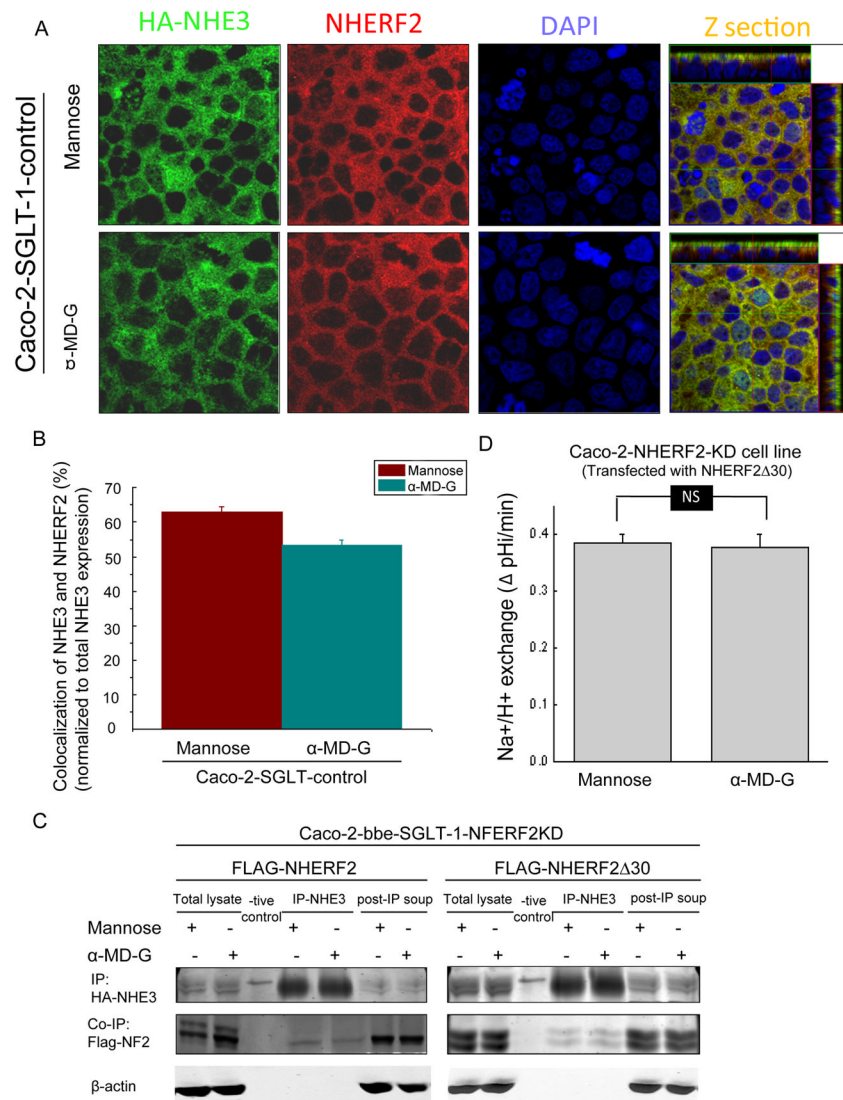 A
HA-NHE3 NHERF2 DAPI Z section
Caco-2-SGLT-1-control
Mannose
α-MD-G
B
Colocalization of NHE3 and NHERF2 (%)
(normalized to total NHE3 expression)
70
60
50
40
30
20
10
0
Mannose
α-MD-G
Mannose α-MD-G
Caco-2-SGLT-control
D
Caco-2-NHERF2-KD cell line
(Transfected with NHERF2Δ30)
NS
Na+/H+ exchange (Δ pHi/min)
0.4
0.3
0.2
0.1
0.0
Mannose α-MD-G
C
Caco-2-bbe-SGLT-1-NFERF2KD
FLAG-NHERF2 FLAG-NHERF2Δ30
Total lysate -tive control IP-NHE3 post-IP soup Total lysate -tive control IP-NHE3 post-IP soup
Mannose + - + - + - + - + - + -
α-MD-G - + - + - + - + - + - +
IP:
HA-NHE3
Co-IP:
Flag-NF2
β-actin